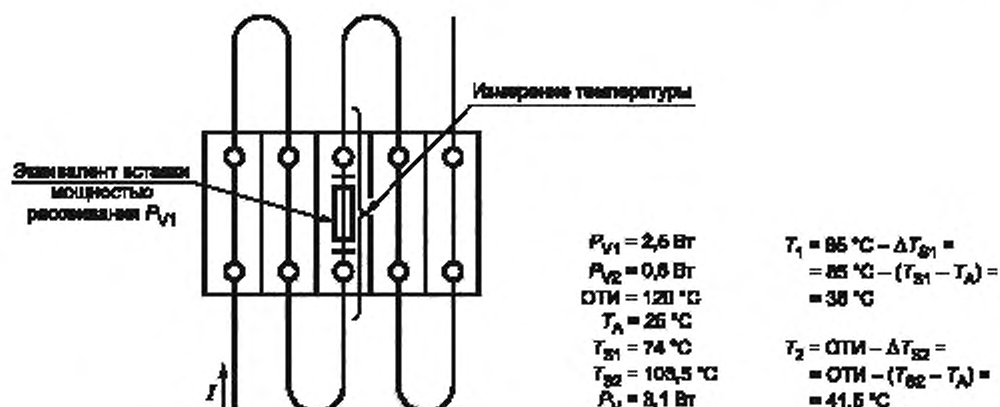 Измерение температуры
Эквивалент вставки
мощностью
рассеивания P_V1
I
P_V1 = 2,5 Вт
P_V2 = 0,6 Вт
ОТИ = 120 °C
T_A = 25 °C
T_S1 = 74 °C
T_S2 = 103,5 °C
P_V = 3,1 Вт
T_1 = 85 °C – ΔT_S1 =
= 85 °C – (T_S1 – T_A) =
= 36 °C
T_2 = ОТИ – ΔT_S2 =
= ОТИ – (T_S2 – T_A) =
= 41,5 °C